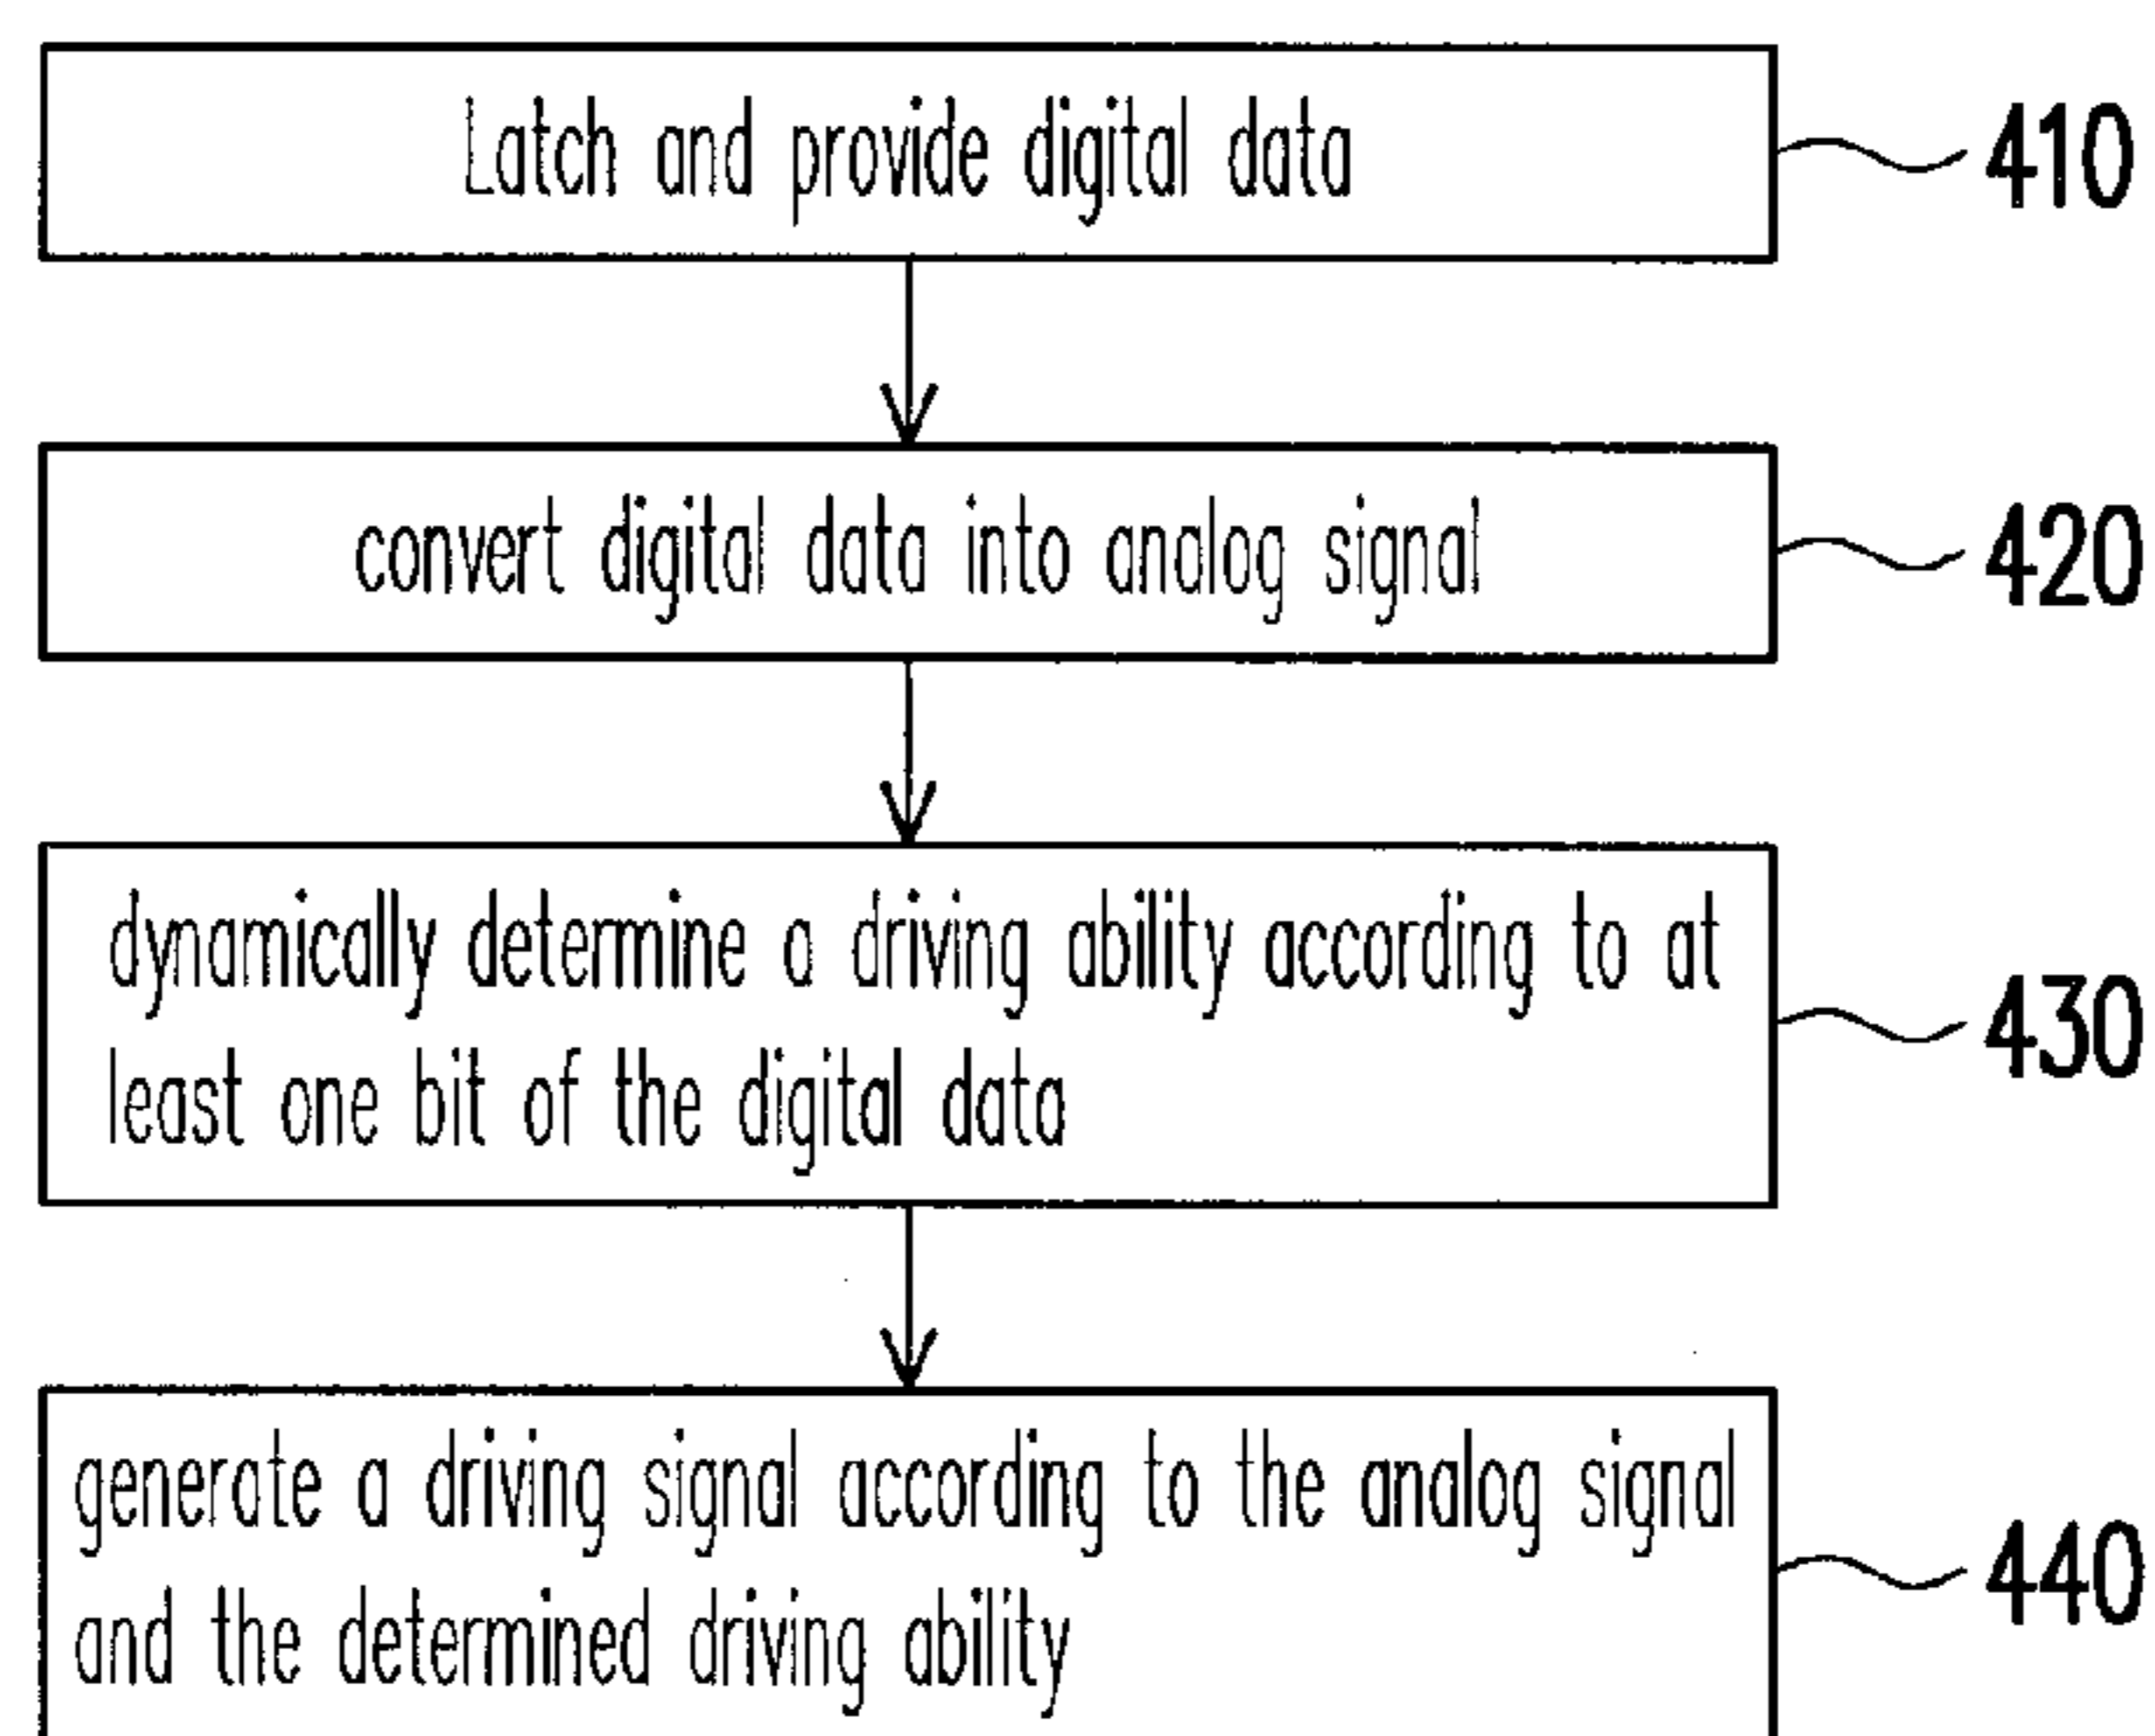 Latch and provide digital data
410
convert digital data into analog signal
420
dynamically determine a driving ability according to at
least one bit of the digital data
430
generate a driving signal according to the analog signal
and the determined driving ability
440